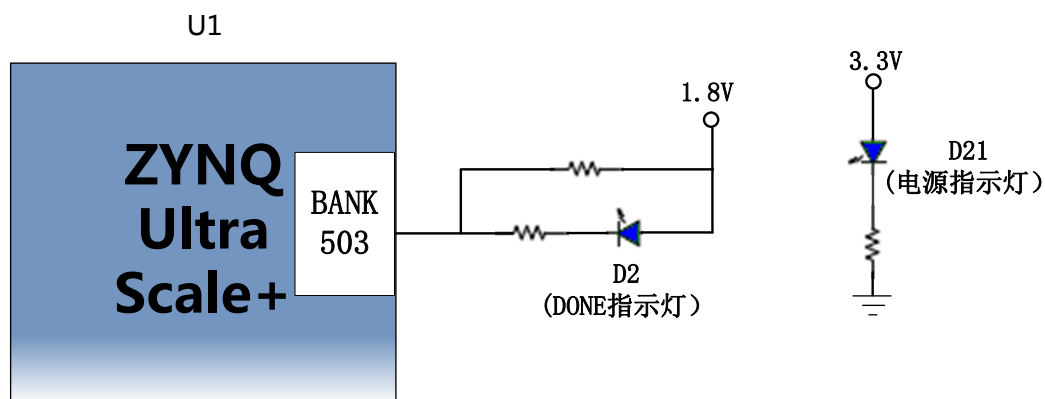 U1
ZYNQ
Ultra
Scale+
BANK
503
1.8V
D2
(DONE指示灯）
3.3V
D21
（电源指示灯）